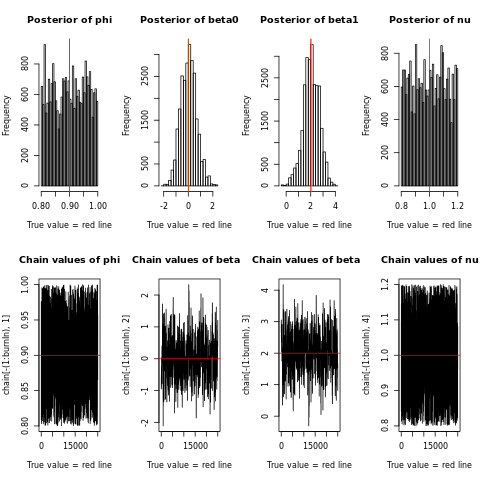 Posterior of phi
Posterior of beta0
Posterior of beta1
Posterior of nu
Frequency
0 200 400 600 800
0.80 0.90 1.00
True value = red line
Frequency
0 500 1500 2500
-2 0 2
True value = red line
Frequency
0 500 1500 2500
0 2 4
True value = red line
Frequency
0 200 400 600 800
0.8 1.0 1.2
True value = red line
Chain values of phi
Chain values of beta
Chain values of beta
Chain values of nu
chain[-(1:burnIn), 1]
0.80 0.85 0.90 0.95 1.00
0 15000
True value = red line
chain[-(1:burnIn), 2]
-2 -1 0 1 2
0 15000
True value = red line
chain[-(1:burnIn), 3]
0 1 2 3 4
0 15000
True value = red line
chain[-(1:burnIn), 4]
0.8 0.9 1.0 1.1 1.2
0 15000
True value = red line